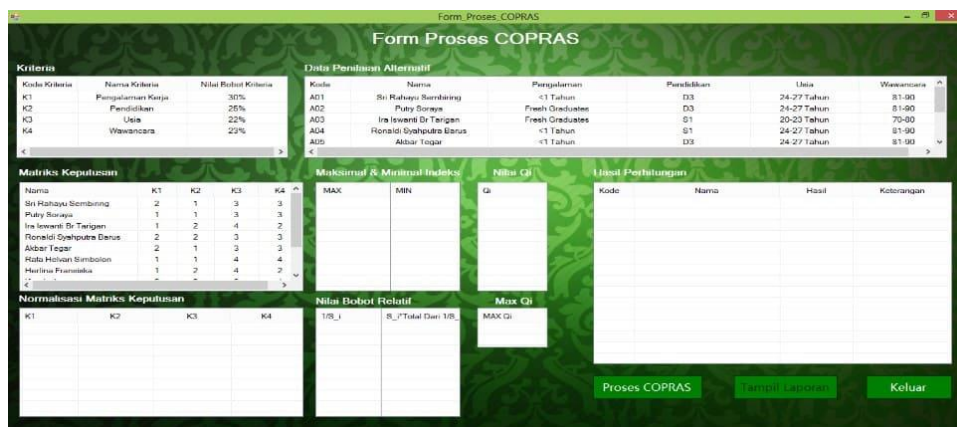 Form_Proses_COPRAS
Form Proses COPRAS
Kriteria
Kode Kriteria Nama Kriteria Nilai Bobot Kriteria
K1 Pengalaman Kerja 30%
K2 Pendidikan 25%
K3 Usia 22%
K4 Wawancara 23%
Data Penilaian Alternatif
Kode Nama Pengalaman Pendidikan Usia Wawancara
A01 Sri Rahayu Sembiring <1 Tahun D3 24-27 Tahun 81-90
A02 Putry Soraya Fresh Graduates D3 24-27 Tahun 81-90
A03 Ira Iswanti Br Tarigan Fresh Graduates S1 20-23 Tahun 70-80
A04 Ronaldi Syahputra Barus <1 Tahun S1 24-27 Tahun 81-90
A05 Akbar Tegar <1 Tahun D3 24-27 Tahun 81-90
Matriks Keputusan
Nama K1 K2 K3 K4
Sri Rahayu Sembiring 2 1 3 3
Putry Soraya 1 1 3 3
Ira Iswanti Br Tarigan 1 2 4 2
Ronaldi Syahputra Barus 2 2 3 3
Akbar Tegar 2 1 3 3
Rata Helvan Simbolon 1 1 4 4
Herlina Fransiska 1 2 4 2
Maksimal & Minimal Indeks
MAX MIN
Nilai Qi
Qi
Hasil Perhitungan
Kode Nama Hasil Keterangan
Normalisasi Matriks Keputusan
K1 K2 K3 K4
Nilai Bobot Relatif
1/S_i S_i*Total Dari 1/S_
Max Qi
MAX Qi
Proses COPRAS
Tampil Laporan
Keluar